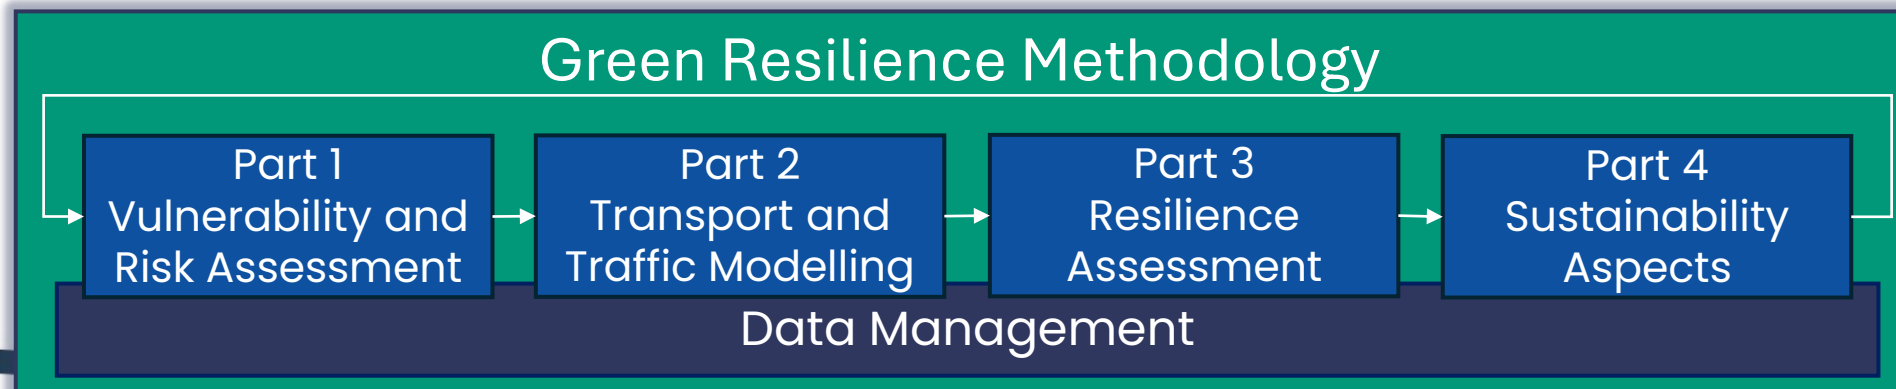 Green Resilience Methodology
Part 1
Vulnerability and
Risk Assessment
Part 2
Transport and
Traffic Modelling
Part 3
Resilience
Assessment
Part 4
Sustainability
Aspects
Data Management